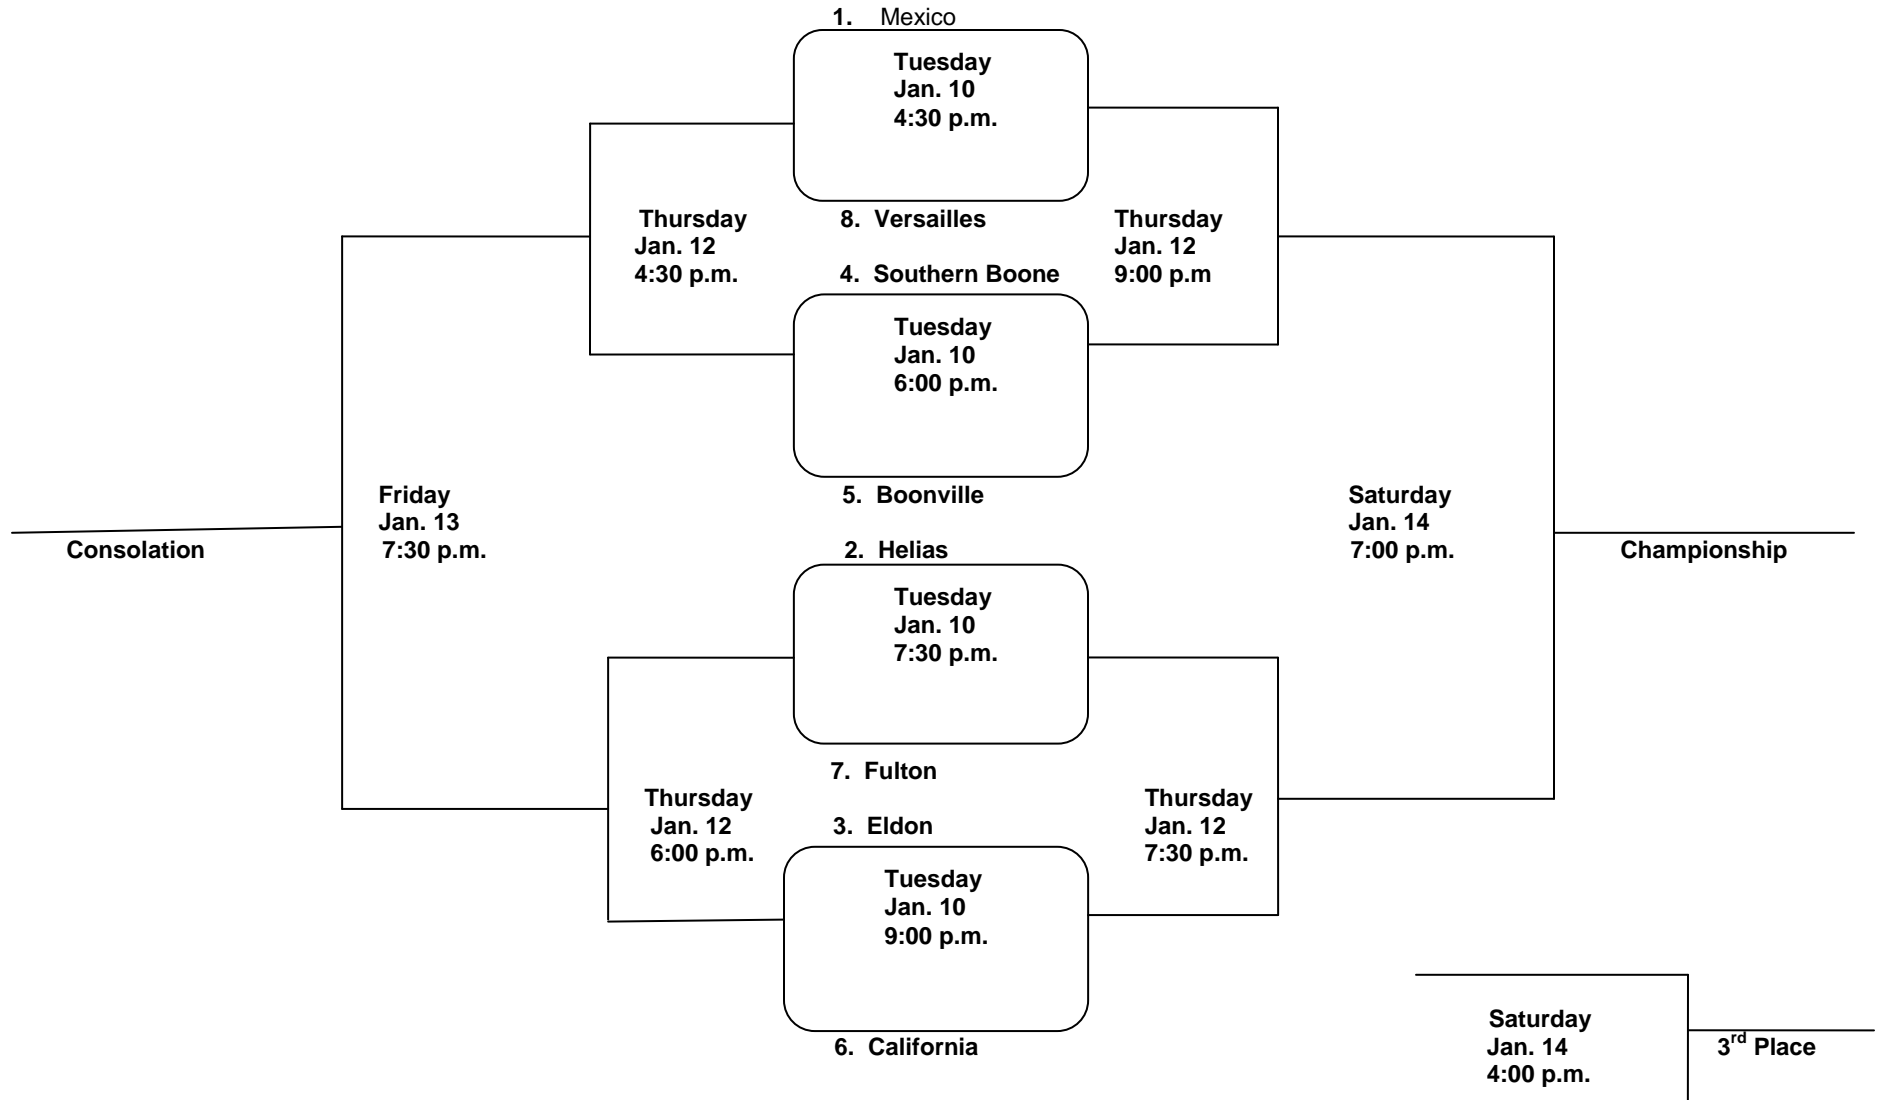 1. Mexico
Tuesday
Jan. 10
4:30 p.m.
8. Versailles
Thursday
Jan. 12
4:30 p.m.
Thursday
Jan. 12
9:00 p.m
4. Southern Boone
Tuesday
Jan. 10
6:00 p.m.
5. Boonville
Friday
Jan. 13
7:30 p.m.
Consolation
Saturday
Jan. 14
7:00 p.m.
Championship
2. Helias
Tuesday
Jan. 10
7:30 p.m.
7. Fulton
Thursday
Jan. 12
6:00 p.m.
Thursday
Jan. 12
7:30 p.m.
3. Eldon
Tuesday
Jan. 10
9:00 p.m.
6. California
Saturday
Jan. 14
4:00 p.m.
3rd Place